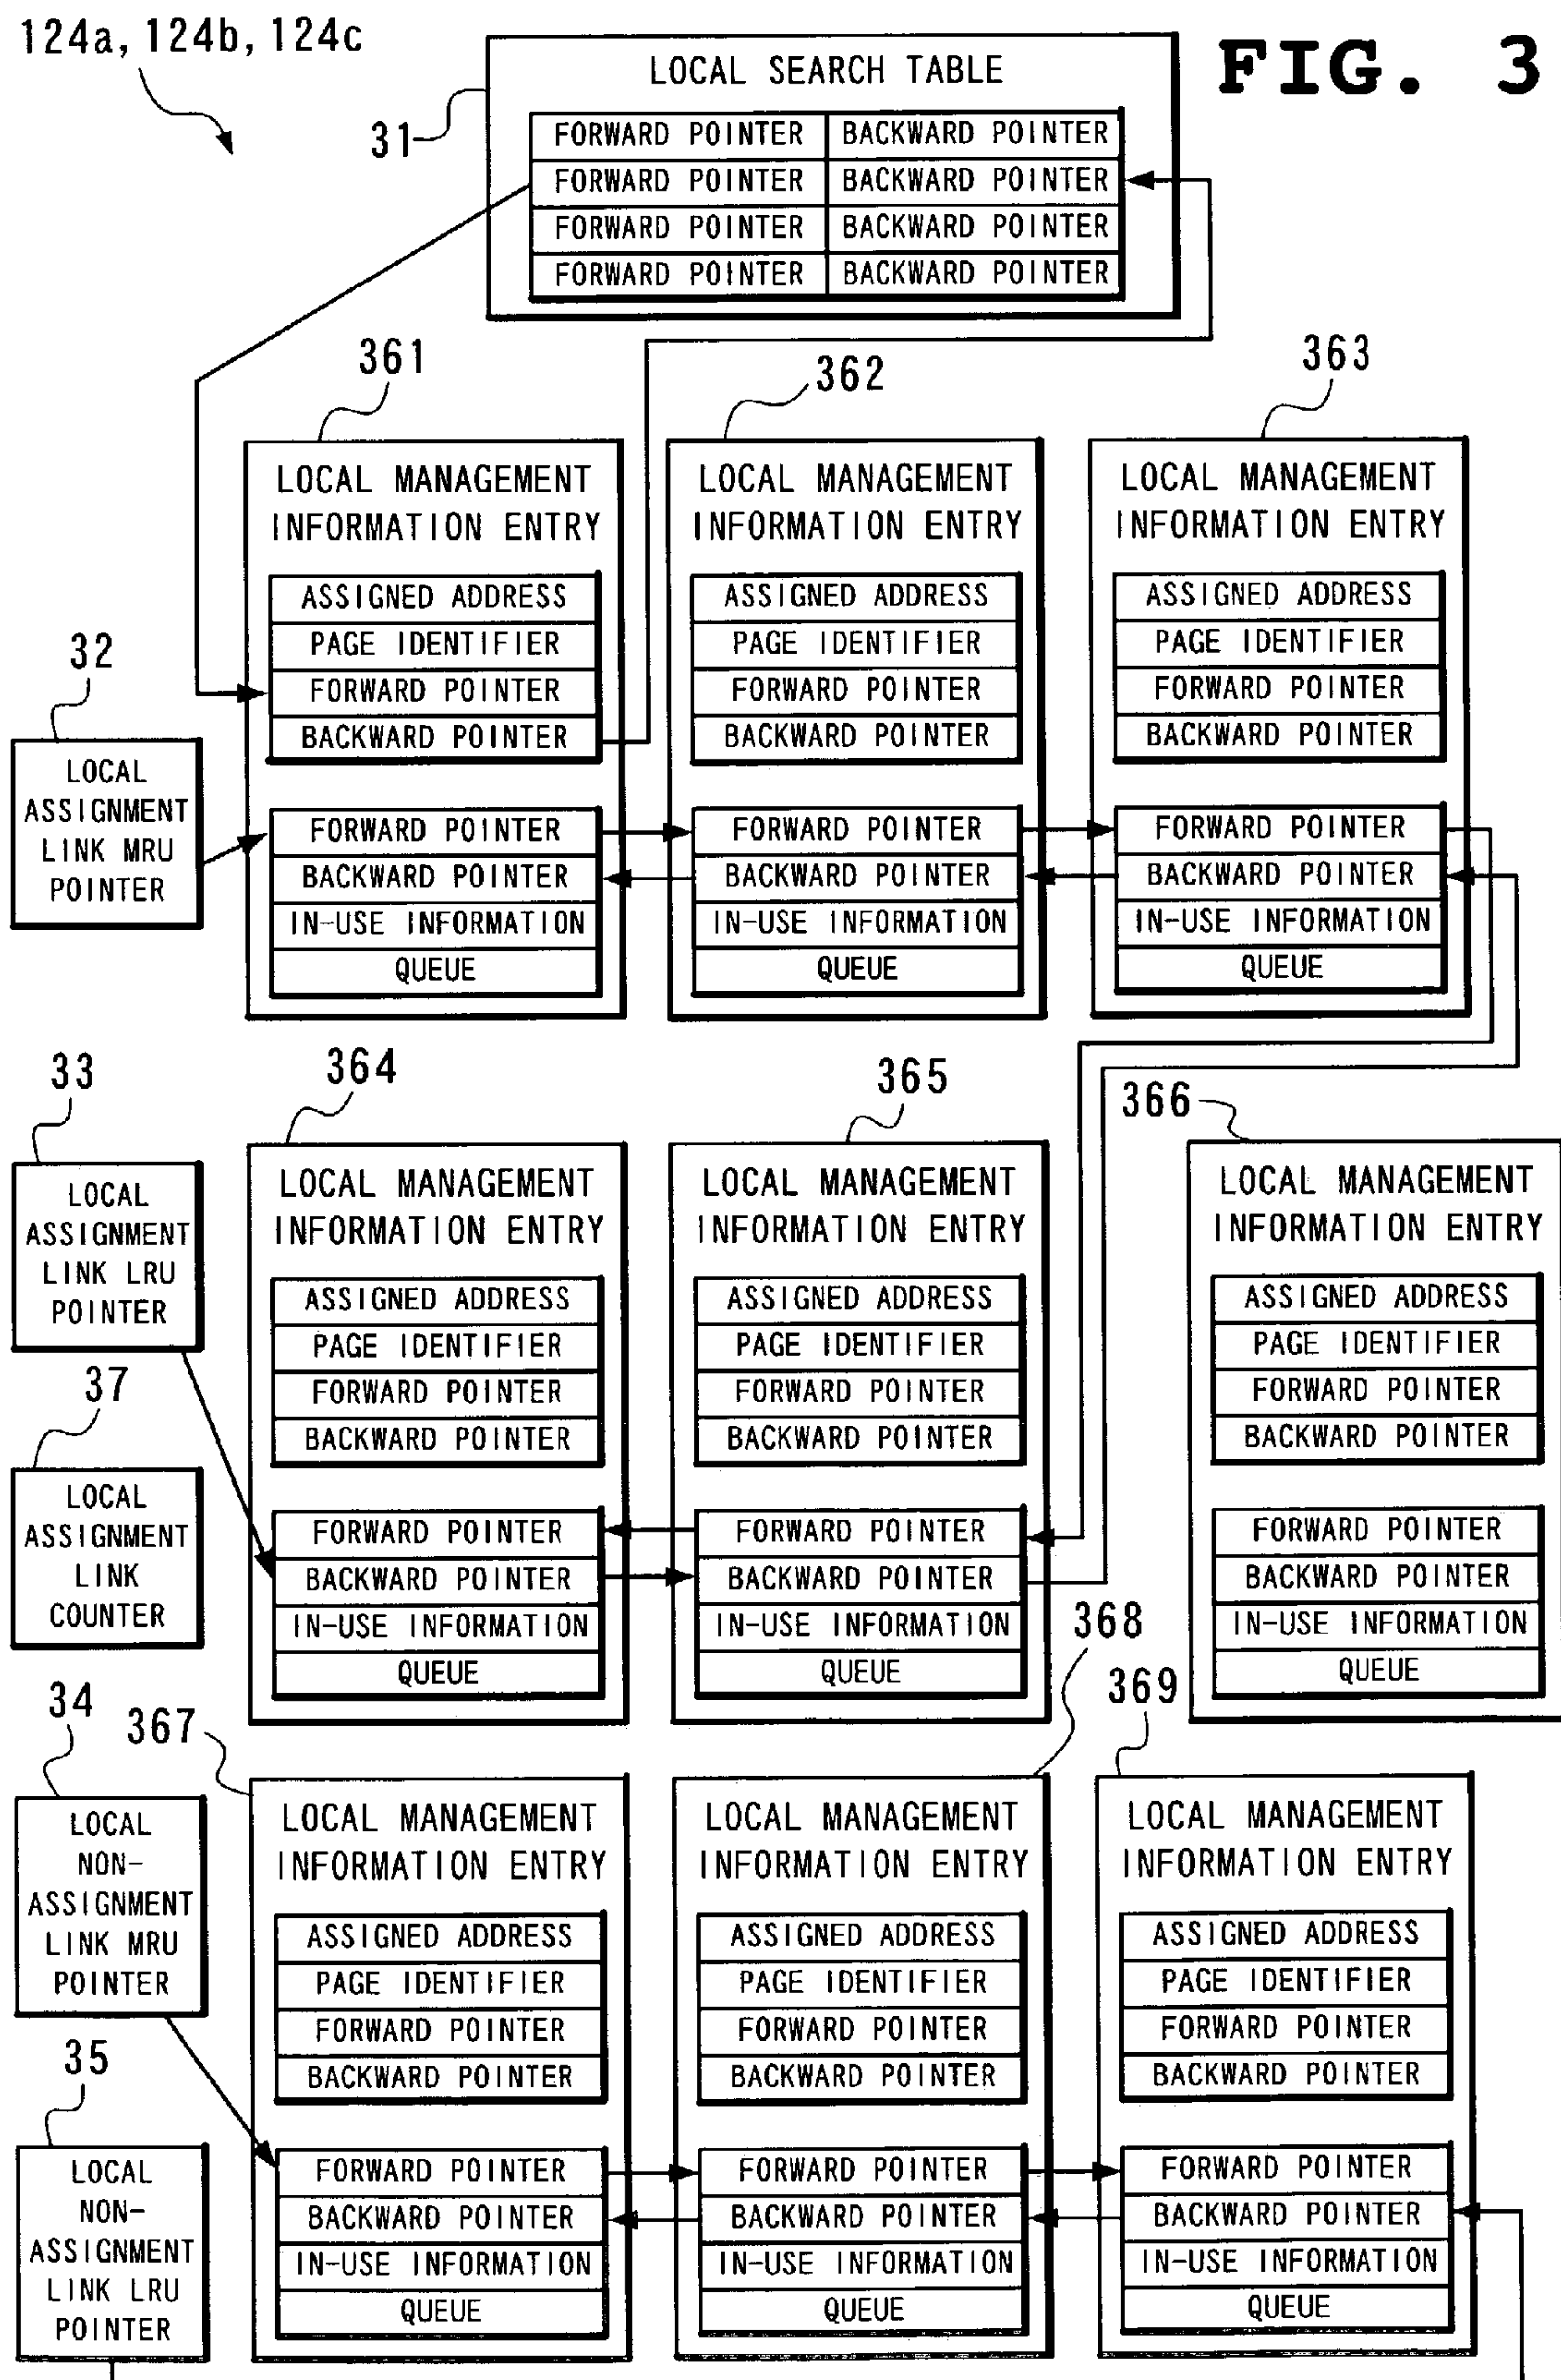 124a, 124b, 124c
FIG. 3
31
LOCAL SEARCH TABLE
FORWARD POINTER BACKWARD POINTER
FORWARD POINTER BACKWARD POINTER
FORWARD POINTER BACKWARD POINTER
FORWARD POINTER BACKWARD POINTER
361
LOCAL MANAGEMENT
INFORMATION ENTRY
ASSIGNED ADDRESS
PAGE IDENTIFIER
FORWARD POINTER
BACKWARD POINTER
FORWARD POINTER
BACKWARD POINTER
IN-USE INFORMATION
QUEUE
362
LOCAL MANAGEMENT
INFORMATION ENTRY
ASSIGNED ADDRESS
PAGE IDENTIFIER
FORWARD POINTER
BACKWARD POINTER
FORWARD POINTER
BACKWARD POINTER
IN-USE INFORMATION
QUEUE
363
LOCAL MANAGEMENT
INFORMATION ENTRY
ASSIGNED ADDRESS
PAGE IDENTIFIER
FORWARD POINTER
BACKWARD POINTER
FORWARD POINTER
BACKWARD POINTER
IN-USE INFORMATION
QUEUE
32
LOCAL
ASSIGNMENT
LINK MRU
POINTER
33
LOCAL
ASSIGNMENT
LINK LRU
POINTER
37
LOCAL
ASSIGNMENT
LINK
COUNTER
364
LOCAL MANAGEMENT
INFORMATION ENTRY
ASSIGNED ADDRESS
PAGE IDENTIFIER
FORWARD POINTER
BACKWARD POINTER
FORWARD POINTER
BACKWARD POINTER
IN-USE INFORMATION
QUEUE
365
LOCAL MANAGEMENT
INFORMATION ENTRY
ASSIGNED ADDRESS
PAGE IDENTIFIER
FORWARD POINTER
BACKWARD POINTER
FORWARD POINTER
BACKWARD POINTER
IN-USE INFORMATION
QUEUE
366
LOCAL MANAGEMENT
INFORMATION ENTRY
ASSIGNED ADDRESS
PAGE IDENTIFIER
FORWARD POINTER
BACKWARD POINTER
FORWARD POINTER
BACKWARD POINTER
IN-USE INFORMATION
QUEUE
34
LOCAL
NON-
ASSIGNMENT
LINK MRU
POINTER
35
LOCAL
NON-
ASSIGNMENT
LINK LRU
POINTER
367
LOCAL MANAGEMENT
INFORMATION ENTRY
ASSIGNED ADDRESS
PAGE IDENTIFIER
FORWARD POINTER
BACKWARD POINTER
FORWARD POINTER
BACKWARD POINTER
IN-USE INFORMATION
QUEUE
368
LOCAL MANAGEMENT
INFORMATION ENTRY
ASSIGNED ADDRESS
PAGE IDENTIFIER
FORWARD POINTER
BACKWARD POINTER
FORWARD POINTER
BACKWARD POINTER
IN-USE INFORMATION
QUEUE
369
LOCAL MANAGEMENT
INFORMATION ENTRY
ASSIGNED ADDRESS
PAGE IDENTIFIER
FORWARD POINTER
BACKWARD POINTER
FORWARD POINTER
BACKWARD POINTER
IN-USE INFORMATION
QUEUE